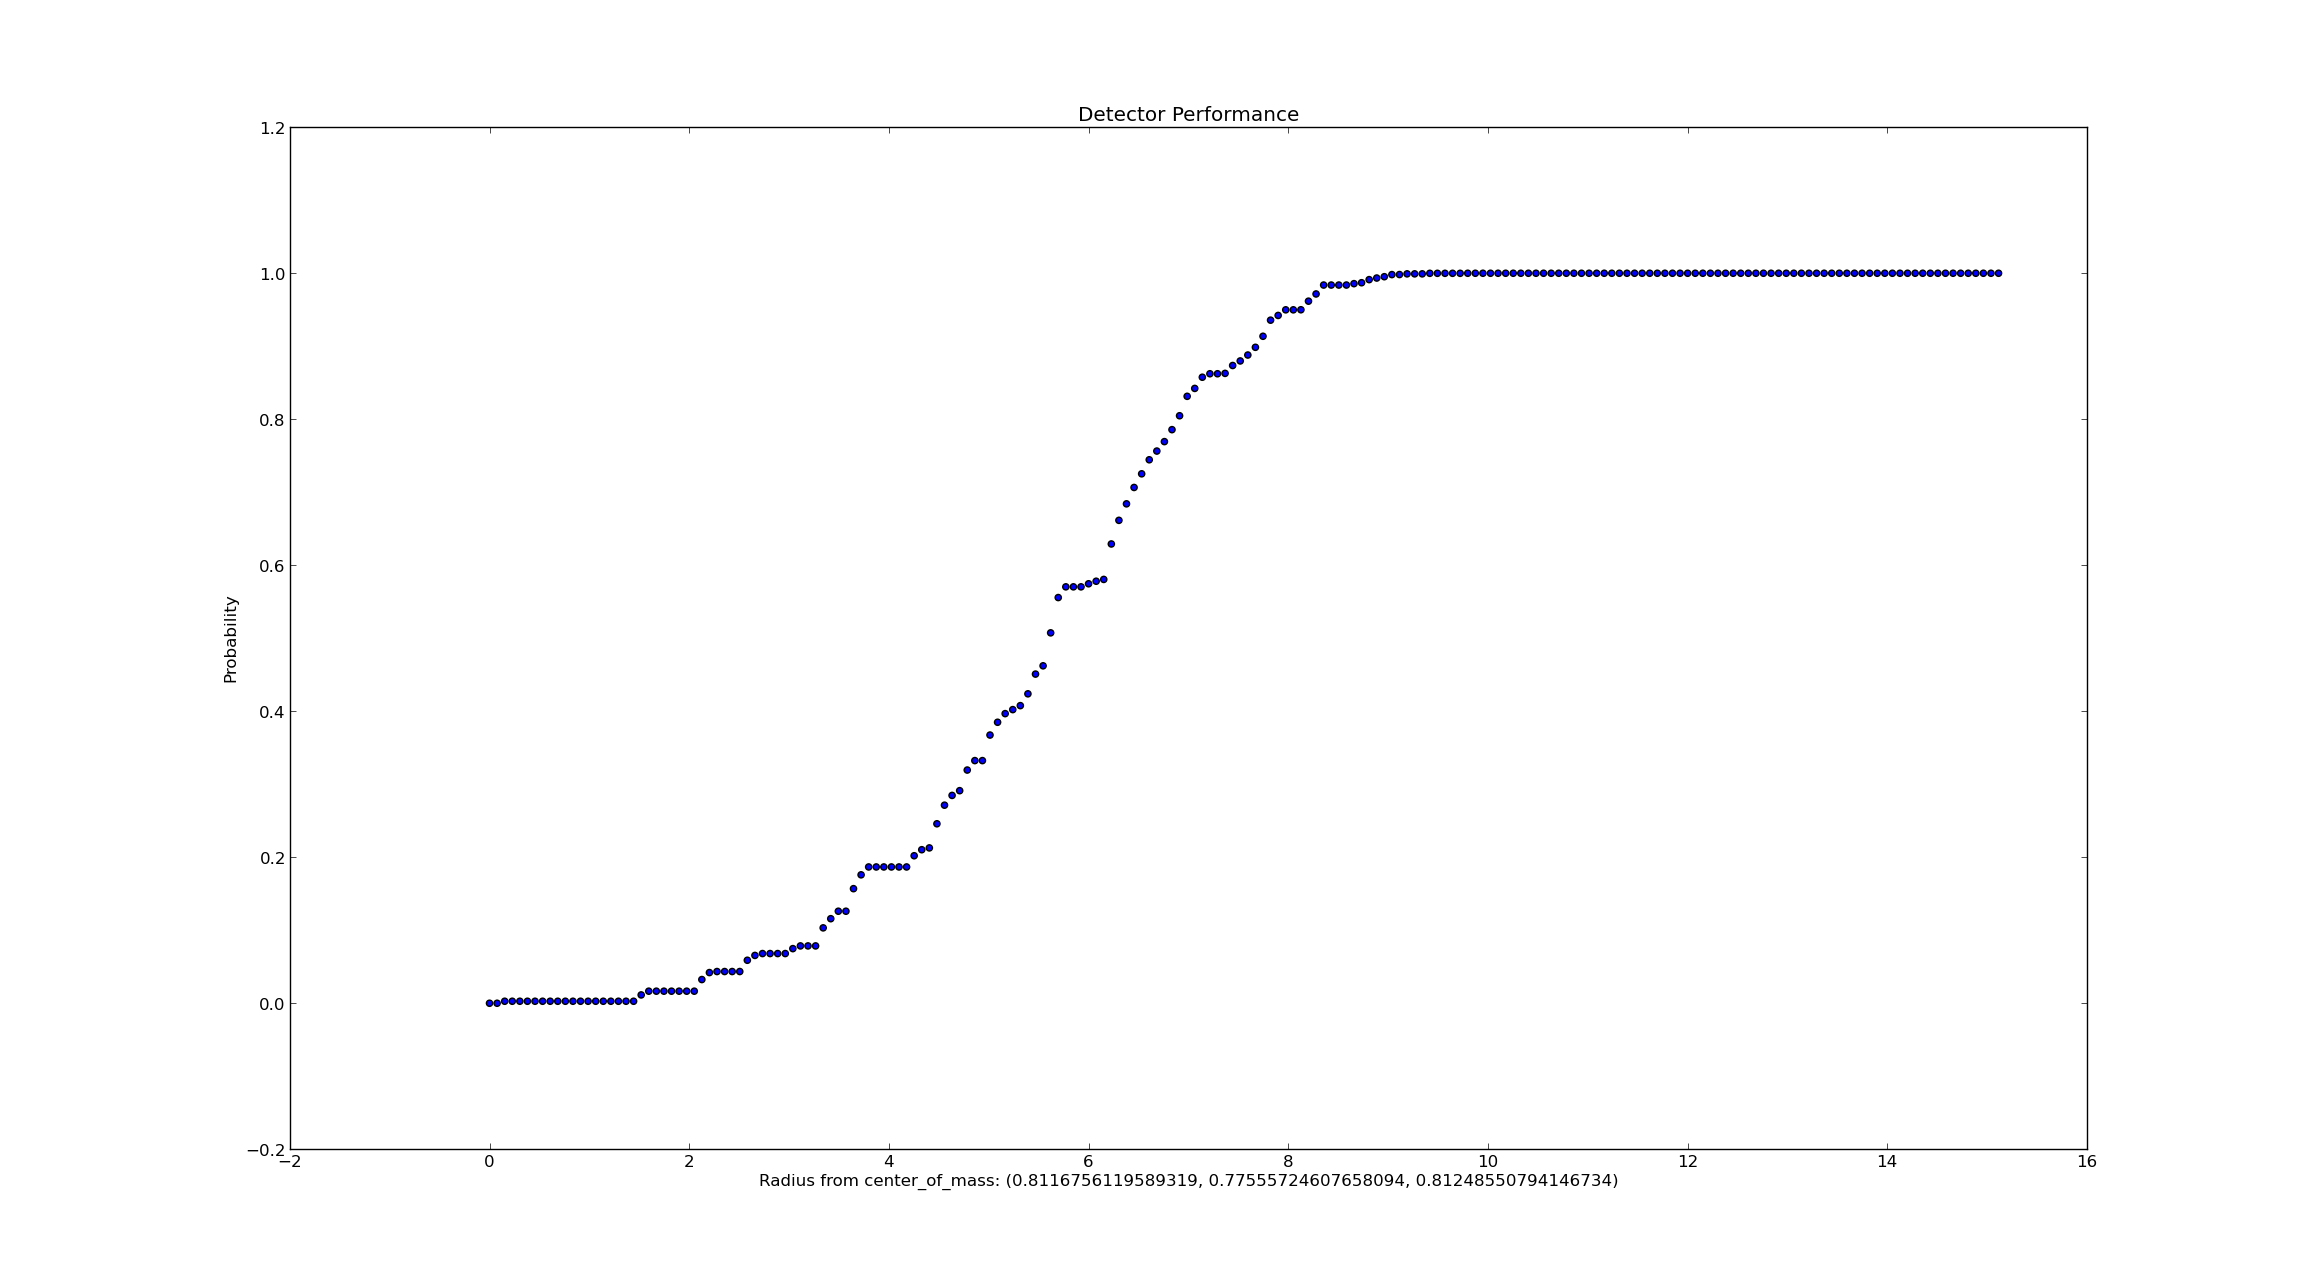 Detector Performance
1.2
1.0
0.8
0.6
0.4
0.2
0.0
−0.2
Probability
−2 0 2 4 6 8 10 12 14 16
Radius from center_of_mass: (0.8116756119589319, 0.77555724607658094, 0.81248550794146734)